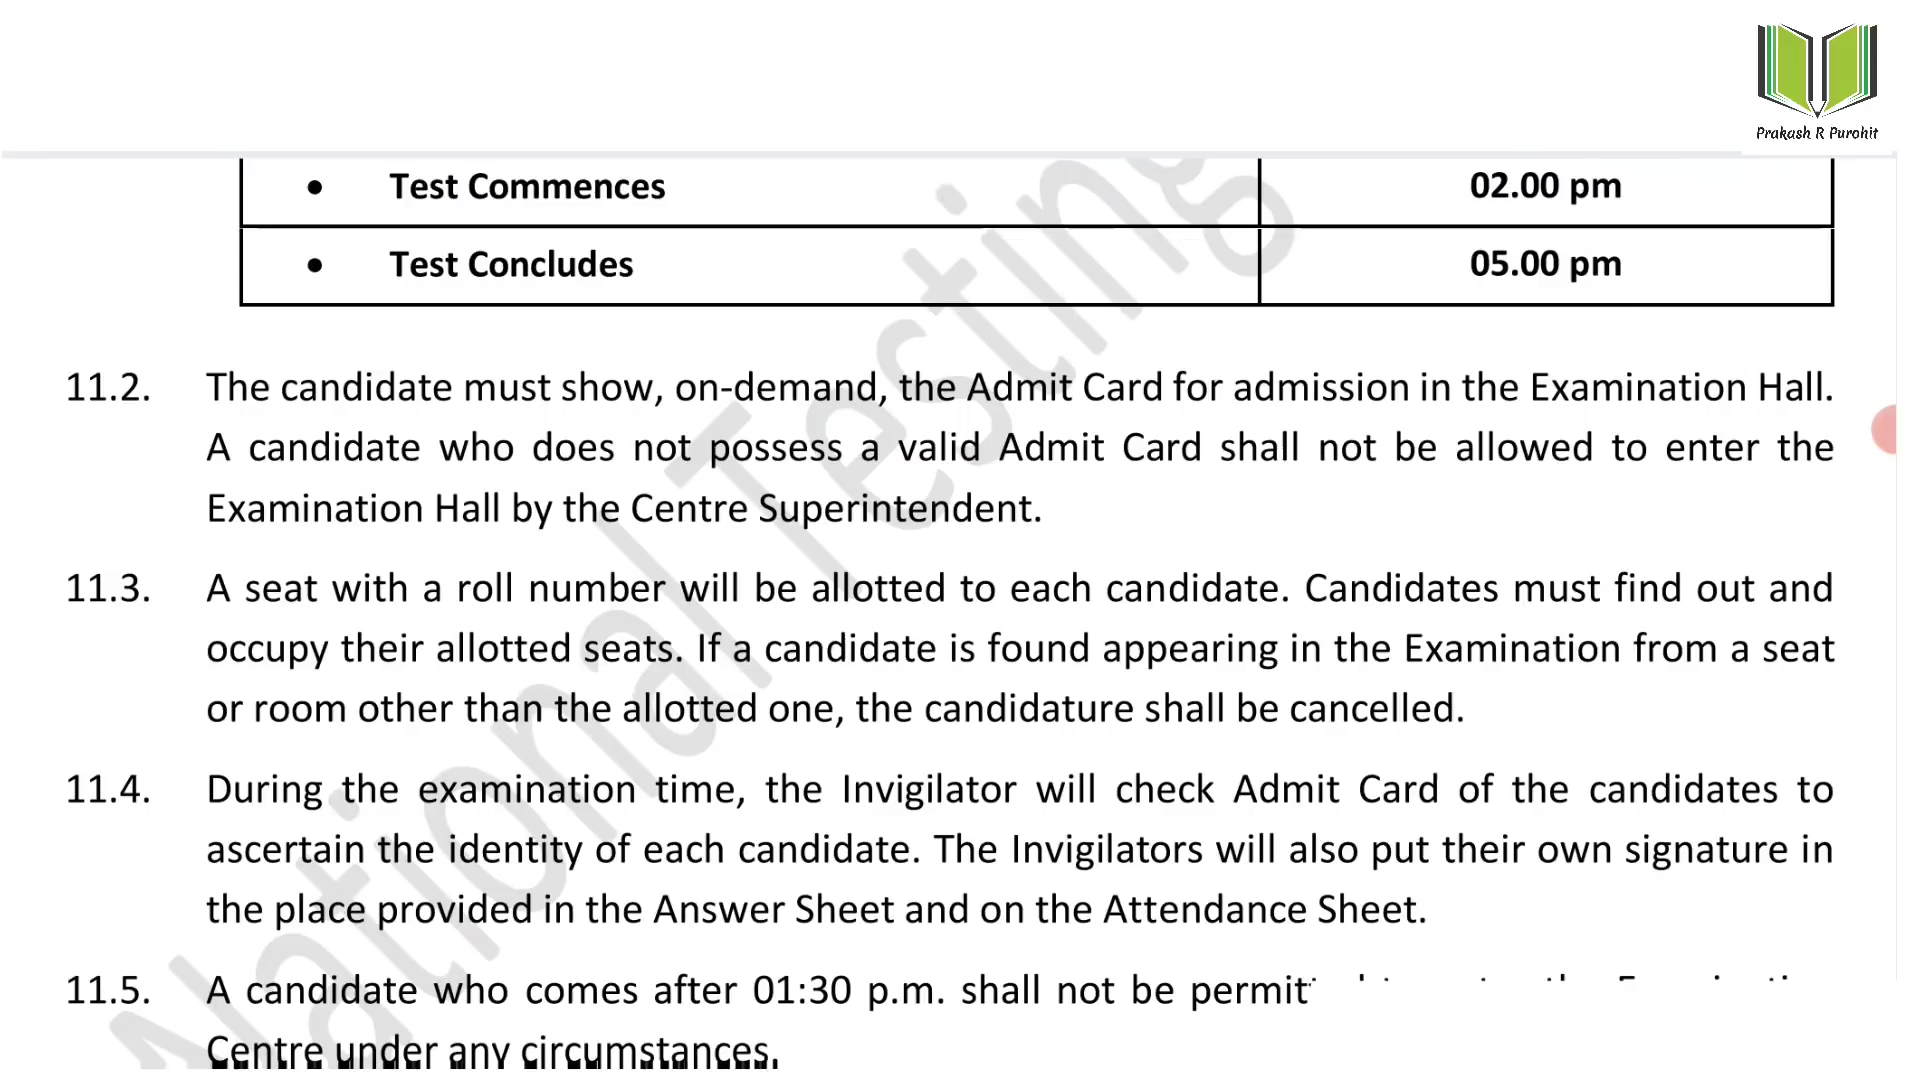 Prakash R Purohit
• Test Commences 02.00 pm
• Test Concludes 05.00 pm
11.2. The candidate must show, on-demand, the Admit Card for admission in the Examination Hall.
A candidate who does not possess a valid Admit Card shall not be allowed to enter the
Examination Hall by the Centre Superintendent.
11.3. A seat with a roll number will be allotted to each candidate. Candidates must find out and
occupy their allotted seats. If a candidate is found appearing in the Examination from a seat
or room other than the allotted one, the candidature shall be cancelled.
11.4. During the examination time, the Invigilator will check Admit Card of the candidates to
ascertain the identity of each candidate. The Invigilators will also put their own signature in
the place provided in the Answer Sheet and on the Attendance Sheet.
11.5. A candidate who comes after 01:30 p.m. shall not be
Centre under any circumstances.
National Testing